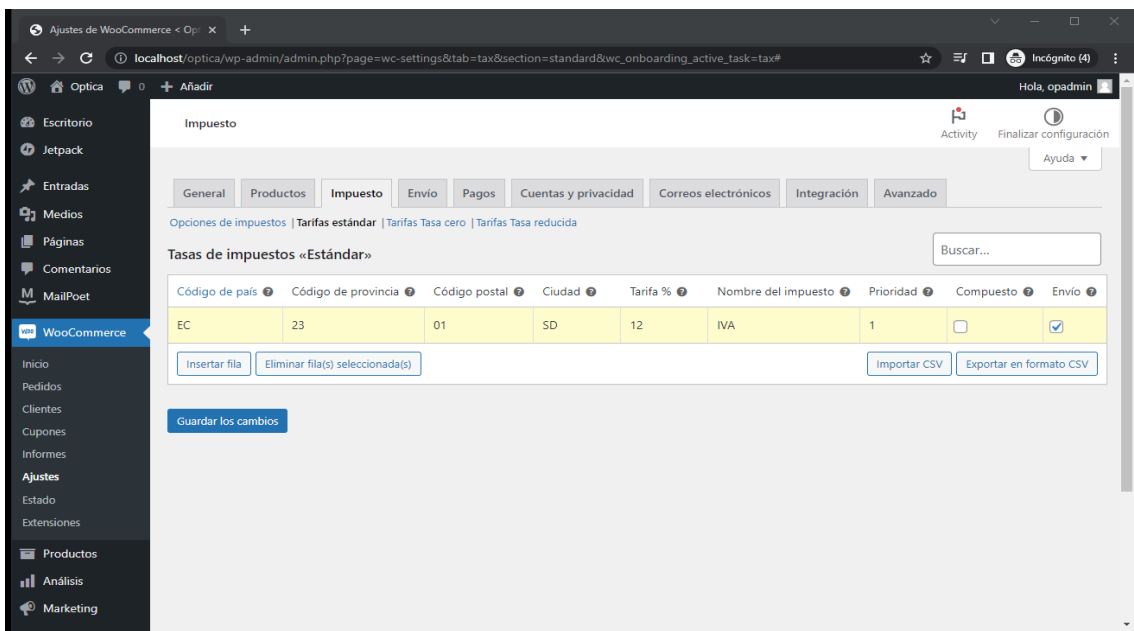 Ajustes de WooCommerce < Opt
localhost/optica/wp-admin/admin.php?page=wc-settings&tab=tax&section=standard&wc_onboarding_active_task=tax#
Incógnito (4)
Optica 0 Añadir
Hola, opadmin
Escritorio
Jetpack
Entradas
Medios
Páginas
Comentarios
MailPoet
WooCommerce
Inicio
Pedidos
Clientes
Cupones
Informes
Ajustes
Estado
Extensiones
Productos
Análisis
Marketing
Impuesto
Activity Finalizar configuración
Ayuda
General Productos Impuesto Envío Pagos Cuentas y privacidad Correos electrónicos Integración Avanzado
Opciones de impuestos | Tarifas estándar | Tarifas Tasa cero | Tarifas Tasa reducida
Buscar...
Tasas de impuestos «Estándar»
Código de país Código de provincia Código postal Ciudad Tarifa % Nombre del impuesto Prioridad Compuesto Envío
EC 23 01 SD 12 IVA 1
Insertar fila Eliminar fila(s) seleccionada(s) Importar CSV Exportar en formato CSV
Guardar los cambios